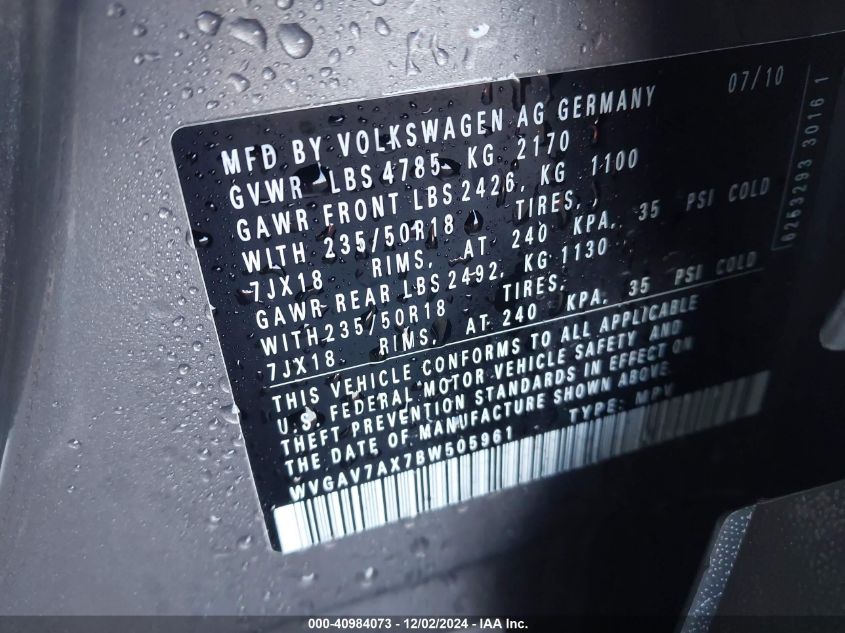 07/10
MFD BY VOLKSWAGEN AG GERMANY
GVWR LBS 4785 KG 2170
GAWR FRONT LBS 2426, KG 1100
WITH 235/50R18 TIRES,
7JX18 RIMS, AT 240 KPA, 35 PSI COLD
GAWR REAR LBS 2492, KG 1130
WITH 235/50R18 TIRES,
7JX18 RIMS, AT 240 KPA, 35 PSI COLD
THIS VEHICLE CONFORMS TO ALL APPLICABLE
U.S. FEDERAL MOTOR VEHICLE SAFETY AND
THEFT PREVENTION STANDARDS IN EFFECT ON
THE DATE OF MANUFACTURE SHOWN ABOVE.
WVGAV7AX7BW505961 TYPE: MPV
8263293 3016 1
000-40984073 - 12/02/2024 - IAA Inc.